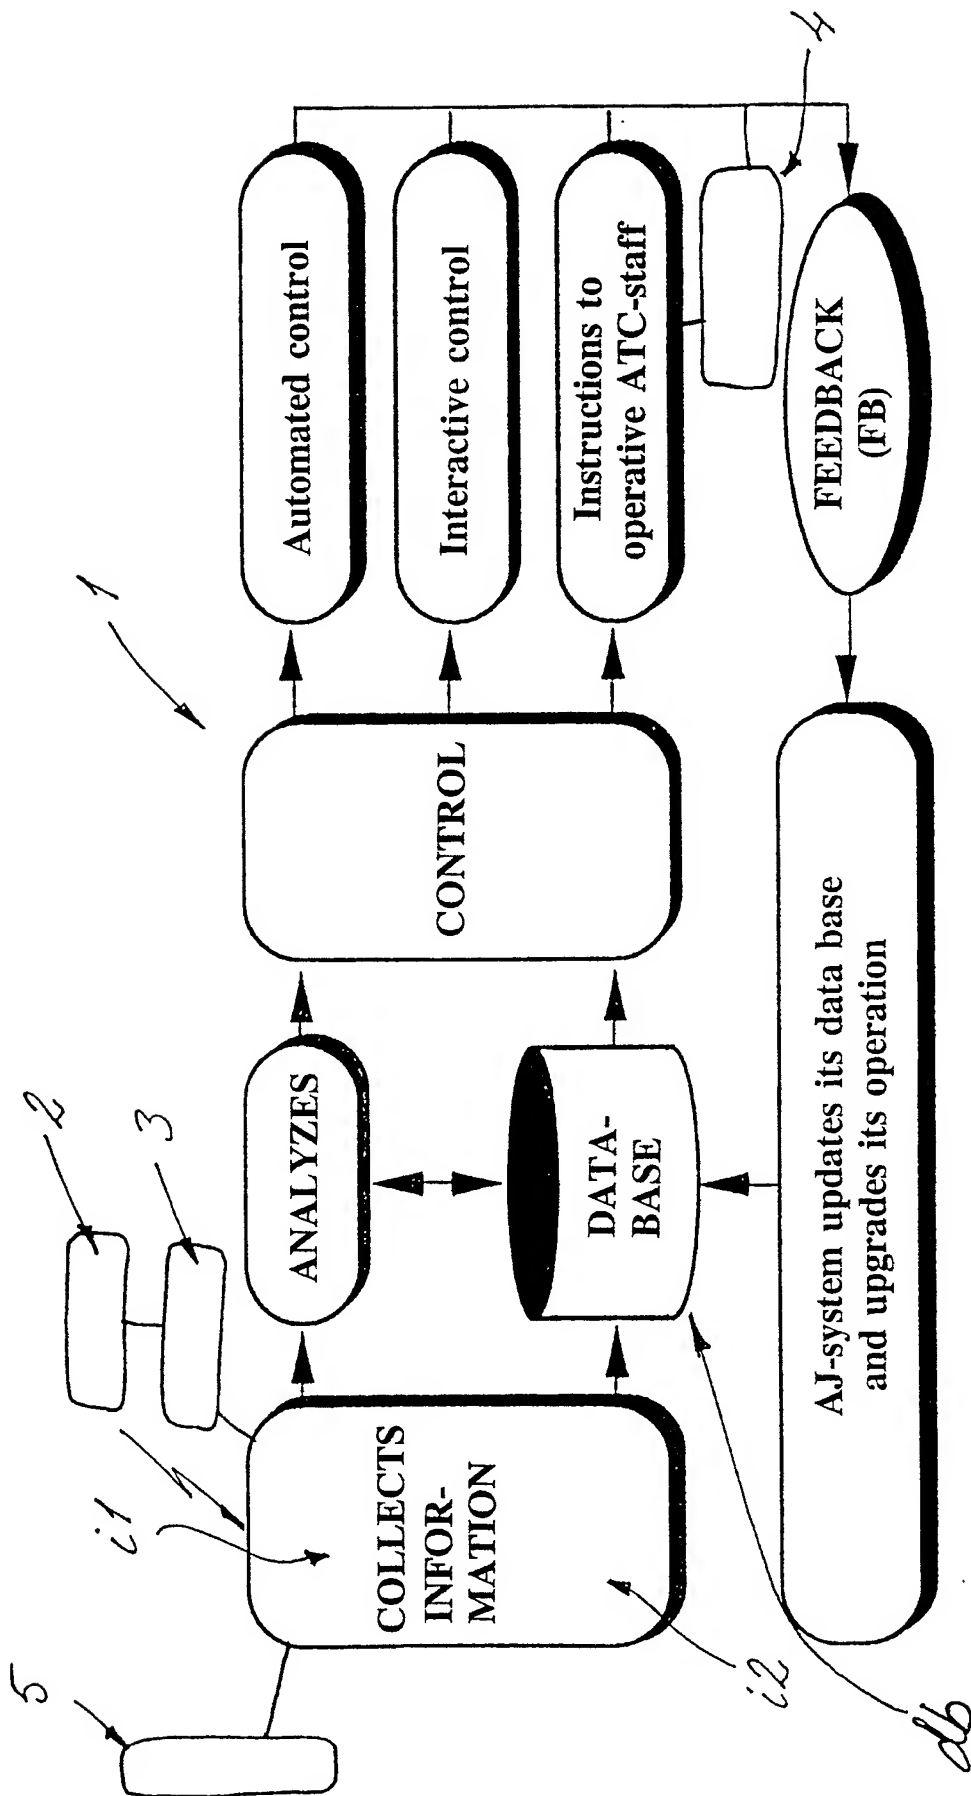 1
2
3
4
5
i1
i2
db
COLLECTS
INFOR-
MATION
ANALYZES
DATA-
BASE
CONTROL
Automated control
Interactive control
Instructions to
operative ATC-staff
FEEDBACK
(FB)
AJ-system updates its data base
and upgrades its operation